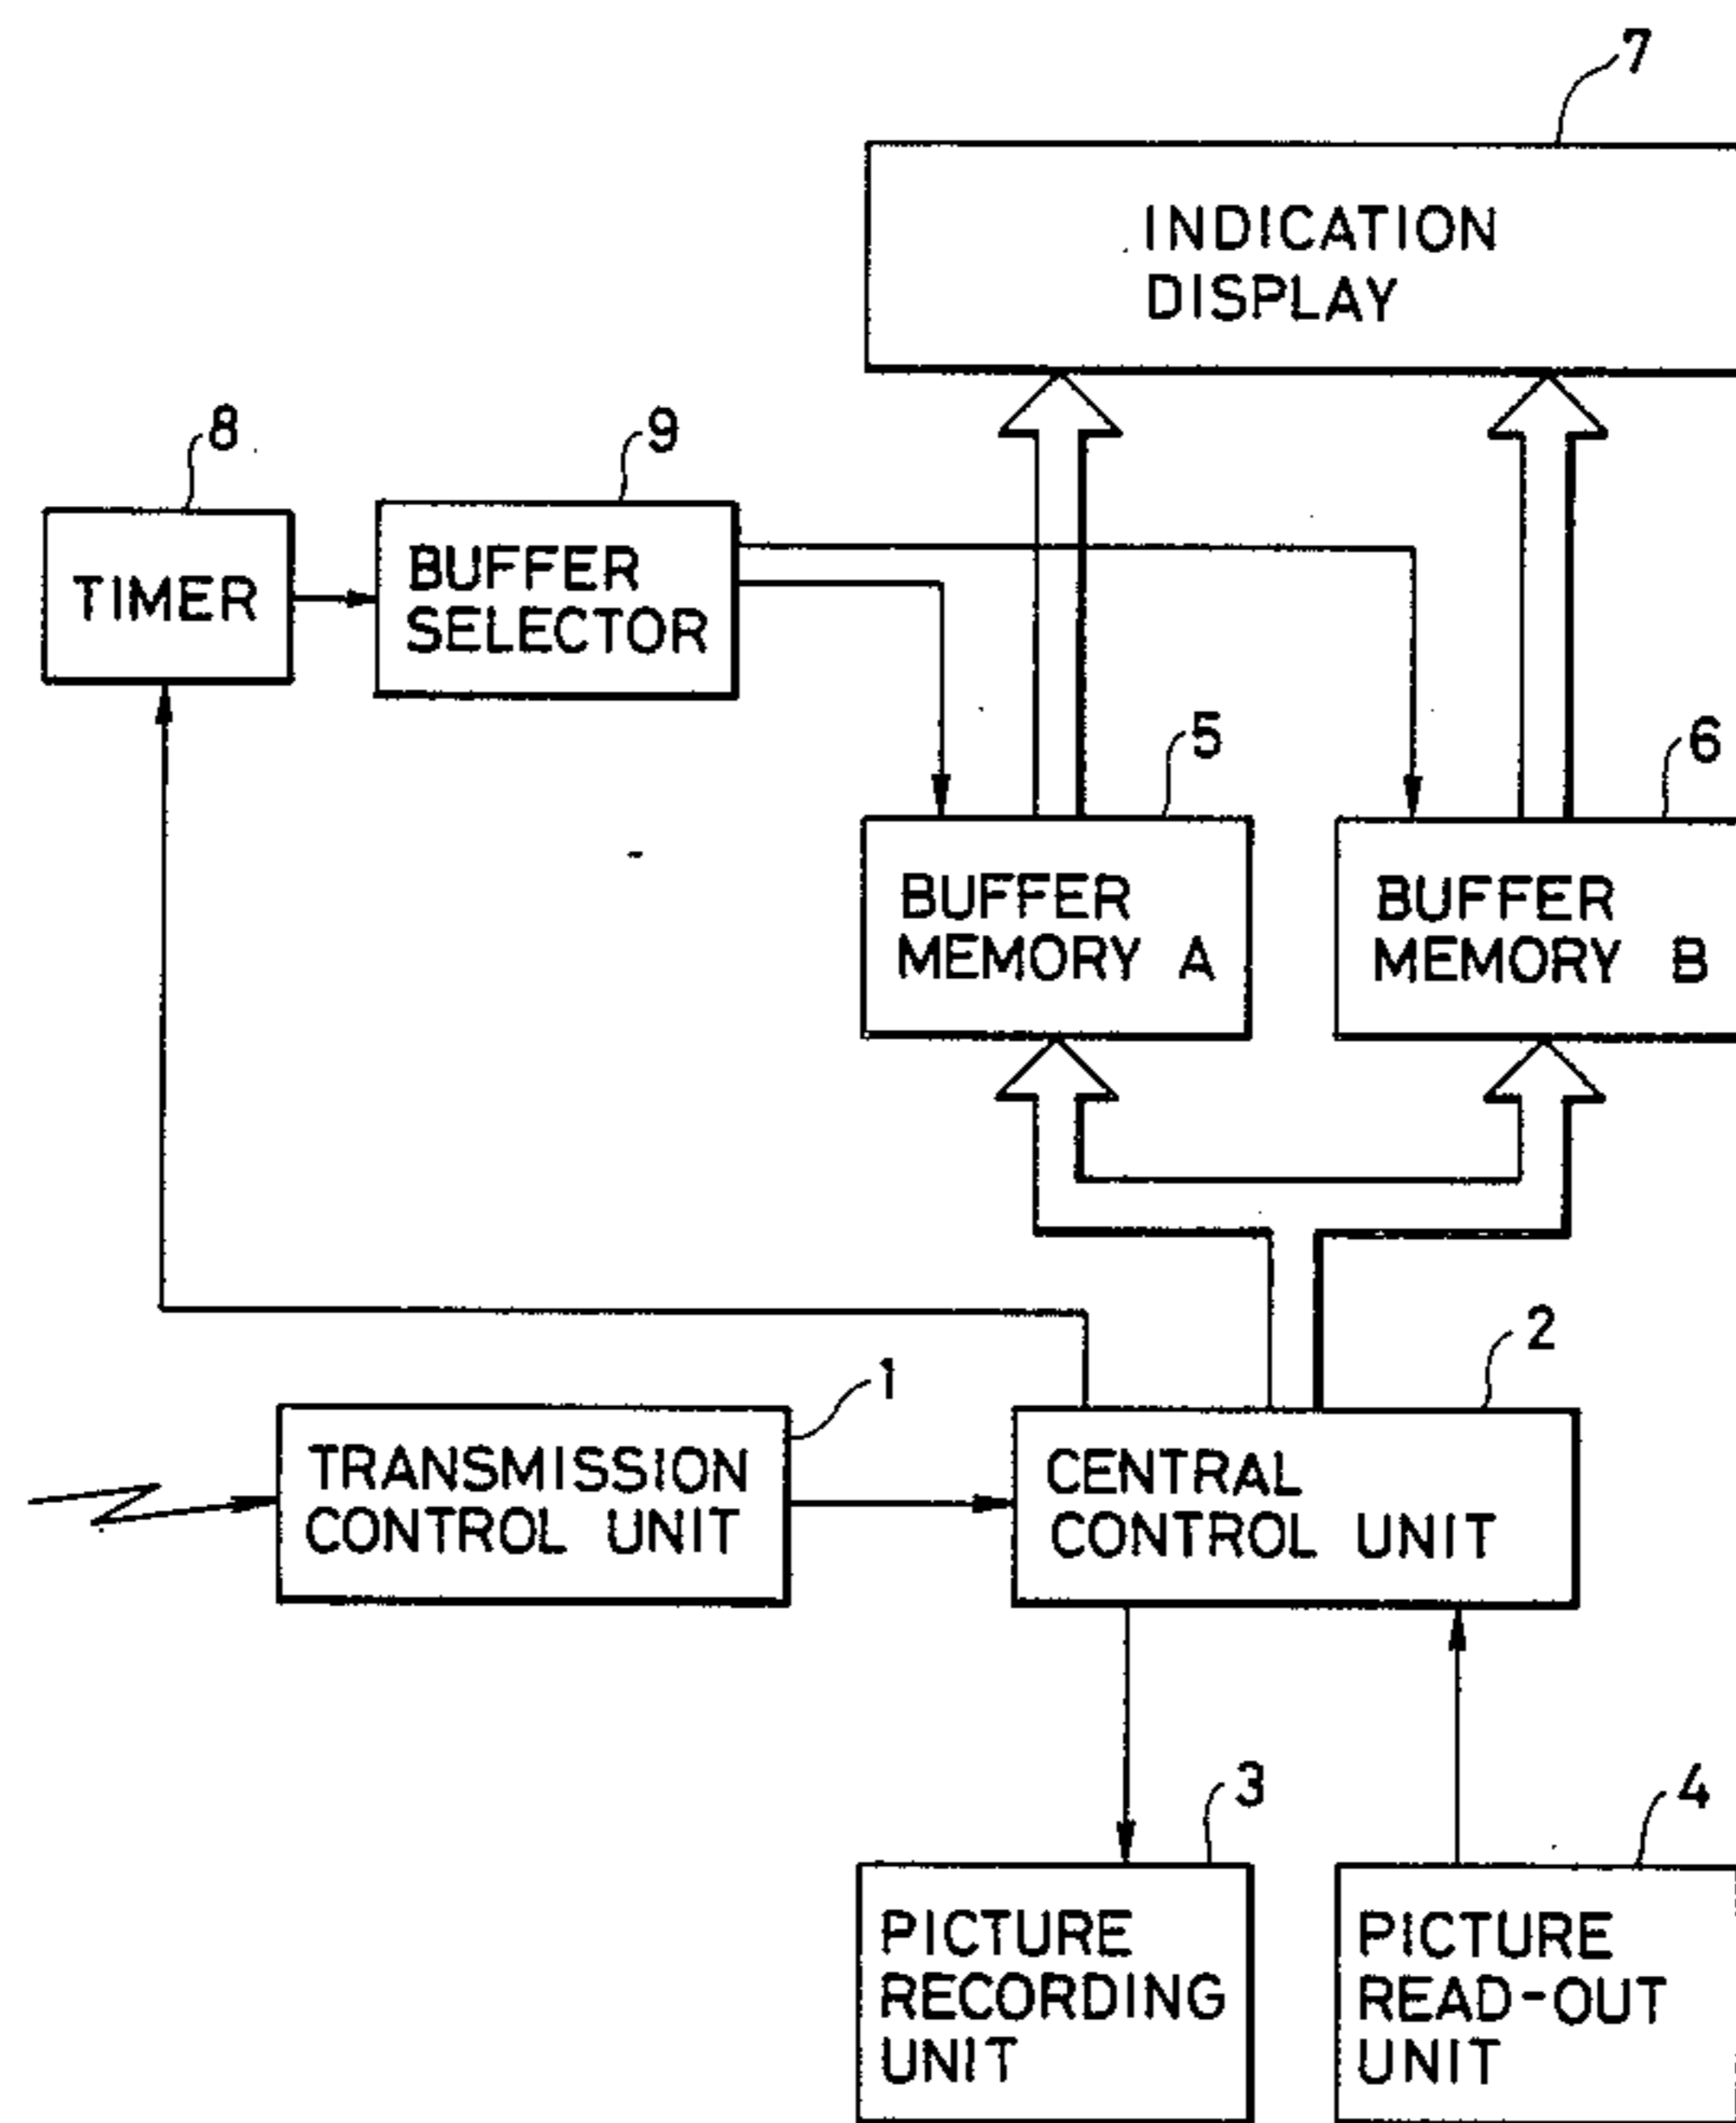 7
INDICATION
DISPLAY
8
9
TIMER
BUFFER
SELECTOR
5
6
BUFFER
MEMORY A
BUFFER
MEMORY B
2
1
TRANSMISSION
CONTROL UNIT
CENTRAL
CONTROL UNIT
3
4
PICTURE
RECORDING
UNIT
PICTURE
READ-OUT
UNIT